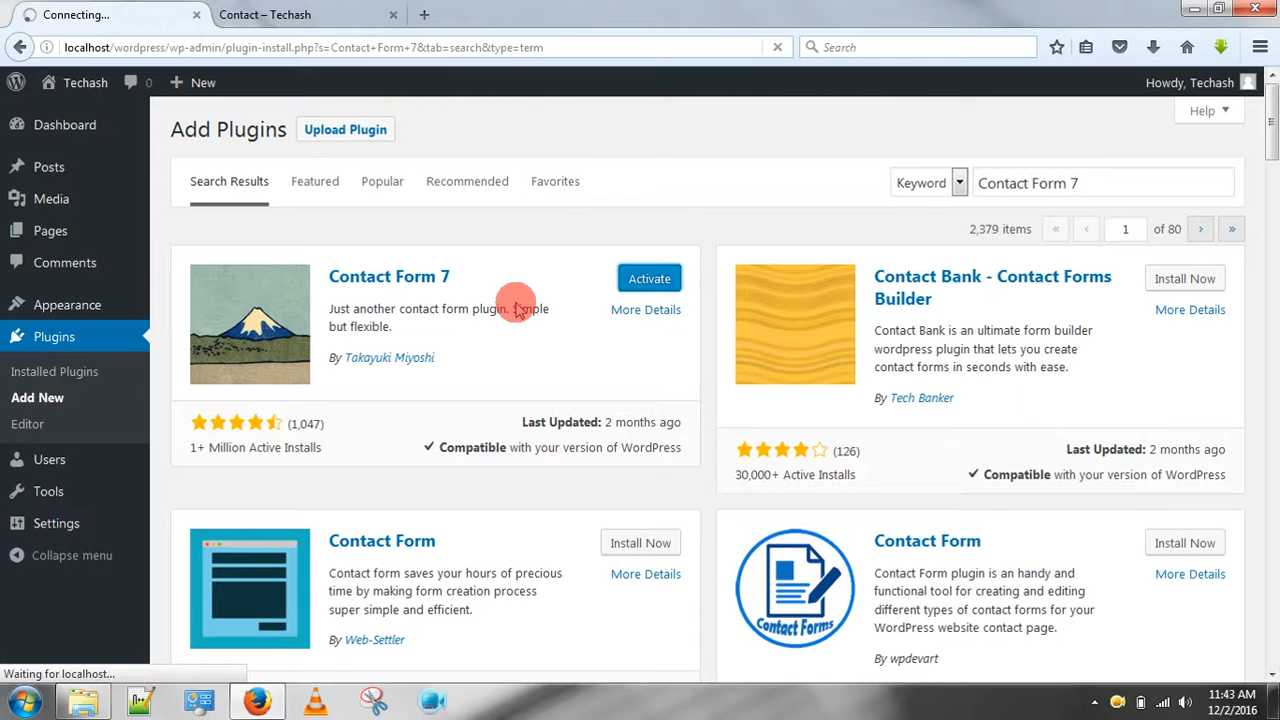 Connecting...
Contact – Techash
localhost/wordpress/wp-admin/plugin-install.php?s=Contact+Form+7&tab=search&type=term
Search
Techash
0
New
Howdy, Techash
Dashboard
Posts
Media
Pages
Comments
Appearance
Plugins
Installed Plugins
Add New
Editor
Users
Tools
Settings
Collapse menu
Add Plugins
Upload Plugin
Help
Search Results
Featured
Popular
Recommended
Favorites
Keyword
Contact Form 7
2,379 items
«
‹
1
of 80
›
»
Contact Form 7
Activate
More Details
Just another contact form plugin. Simple
but flexible.
By Takayuki Miyoshi
(1,047)
1+ Million Active Installs
Last Updated: 2 months ago
Compatible with your version of WordPress
Contact Bank - Contact Forms
Builder
Install Now
More Details
Contact Bank is an ultimate form builder
wordpress plugin that lets you create
contact forms in seconds with ease.
By Tech Banker
(126)
30,000+ Active Installs
Last Updated: 2 months ago
Compatible with your version of WordPress
Contact Form
Install Now
More Details
Contact form saves your hours of precious
time by making form creation process
super simple and efficient.
By Web-Settler
Contact Forms
Contact Form
Install Now
More Details
Contact Form plugin is an handy and
functional tool for creating and editing
different types of contact forms for your
WordPress website contact page.
By wpdevart
Waiting for localhost...
11:43 AM
12/2/2016